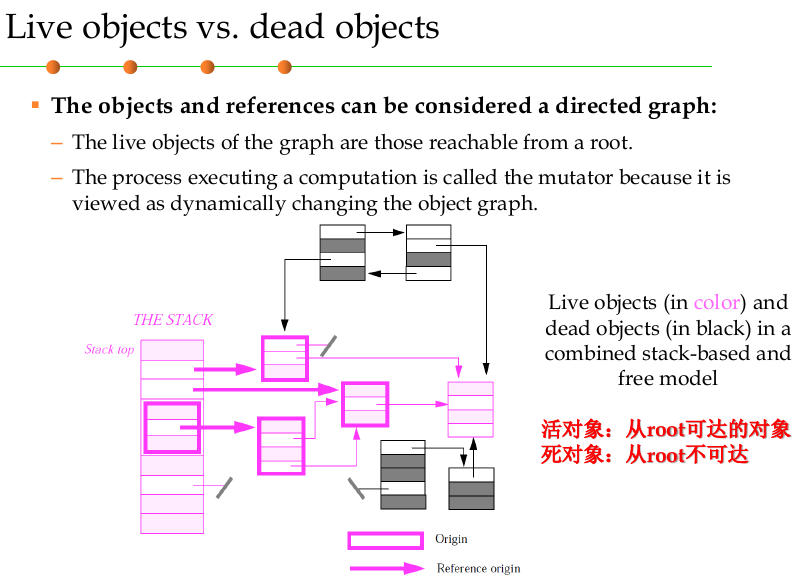 Live objects vs. dead objects
The objects and references can be considered a directed graph:
– The live objects of the graph are those reachable from a root.
– The process executing a computation is called the mutator because it is
viewed as dynamically changing the object graph.
THE STACK
Stack top
Live objects (in color) and
dead objects (in black) in a
combined stack-based and
free model
活对象：从root可达的对象
死对象：从root不可达
Origin
Reference origin